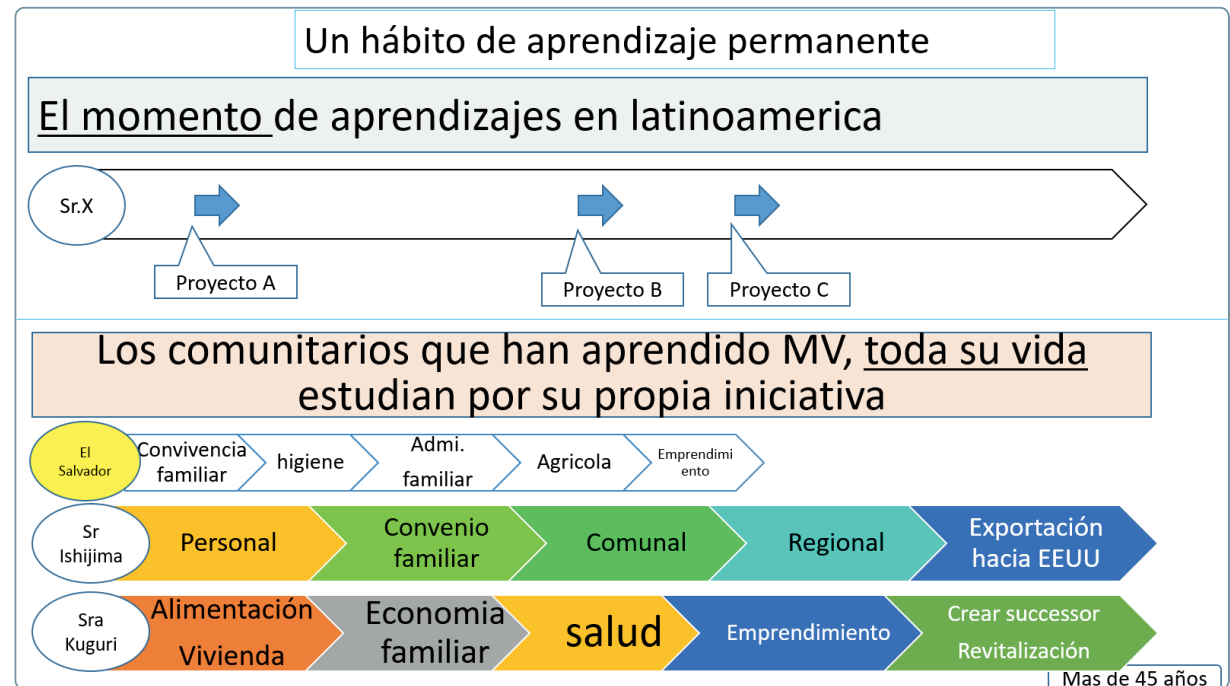 Un hábito de aprendizaje permanente
El momento de aprendizajes en latinoamerica
Sr.X
Proyecto A
Proyecto B
Proyecto C
Los comunitarios que han aprendido MV, toda su vida
estudian por su propia iniciativa
El
Salvador
Convivencia
familiar
higiene
Admi.
familiar
Agricola
Emprendimi
ento
Sr
Ishijima
Personal
Convenio
familiar
Comunal
Regional
Exportación
hacia EEUU
Sra
Kuguri
Alimentación
Vivienda
Economia
familiar
salud
Emprendimiento
Crear successor
Revitalización
Mas de 45 años